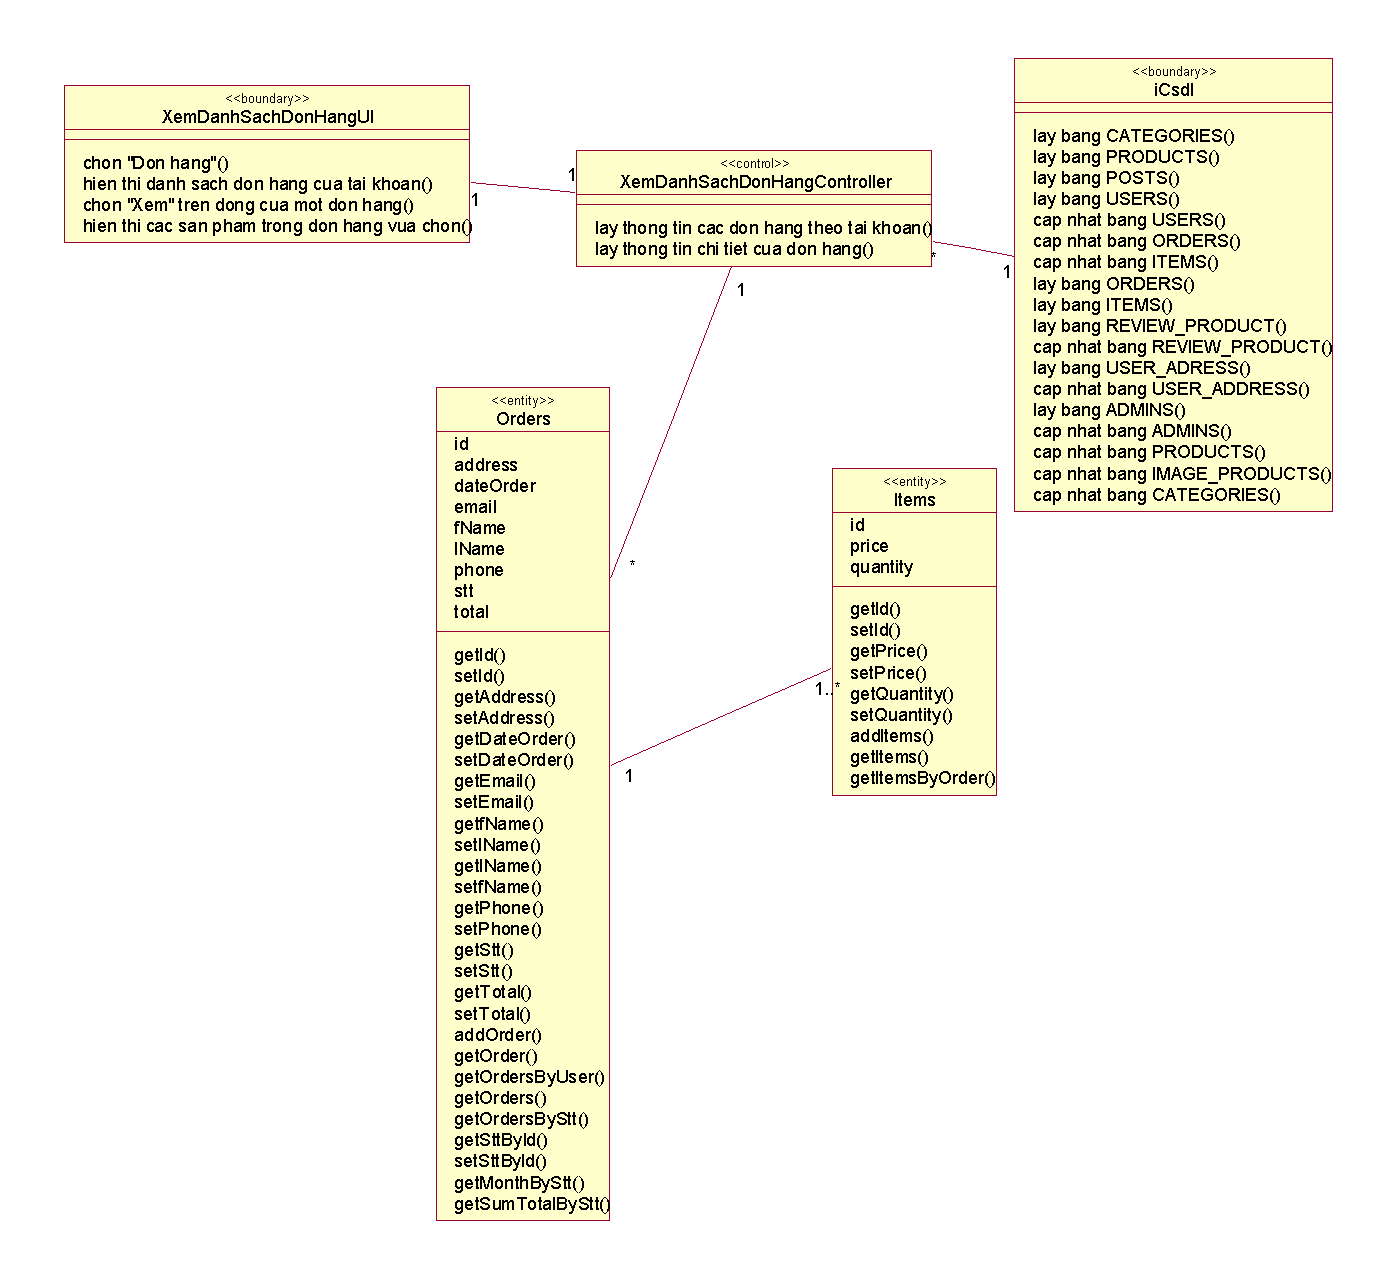 <<boundary>>
XemDanhSachDonHangUI
chon "Don hang"()
hien thi danh sach don hang cua tai khoan()
chon "Xem" tren dong cua mot don hang()
hien thi cac san pham trong don hang vua chon()
1
1
<<control>>
XemDanhSachDonHangController
lay thong tin cac don hang theo tai khoan()
lay thong tin chi tiet cua don hang()
*
1
<<boundary>>
iCsdl
lay bang CATEGORIES()
lay bang PRODUCTS()
lay bang POSTS()
lay bang USERS()
cap nhat bang USERS()
cap nhat bang ORDERS()
cap nhat bang ITEMS()
lay bang ORDERS()
lay bang ITEMS()
lay bang REVIEW_PRODUCT()
cap nhat bang REVIEW_PRODUCT()
lay bang USER_ADRESS()
cap nhat bang USER_ADDRESS()
lay bang ADMINS()
cap nhat bang ADMINS()
cap nhat bang PRODUCTS()
cap nhat bang IMAGE_PRODUCTS()
cap nhat bang CATEGORIES()
1
*
<<entity>>
Orders
id
address
dateOrder
email
fName
lName
phone
stt
total
getId()
setId()
getAddress()
setAddress()
getDateOrder()
setDateOrder()
getEmail()
setEmail()
getfName()
setlName()
getlName()
setfName()
getPhone()
setPhone()
getStt()
setStt()
getTotal()
setTotal()
addOrder()
getOrder()
getOrdersByUser()
getOrders()
getOrdersByStt()
getSttById()
setSttById()
getMonthByStt()
getSumTotalByStt()
1
1..*
<<entity>>
Items
id
price
quantity
getId()
setId()
getPrice()
setPrice()
getQuantity()
setQuantity()
addItems()
getItems()
getItemsByOrder()